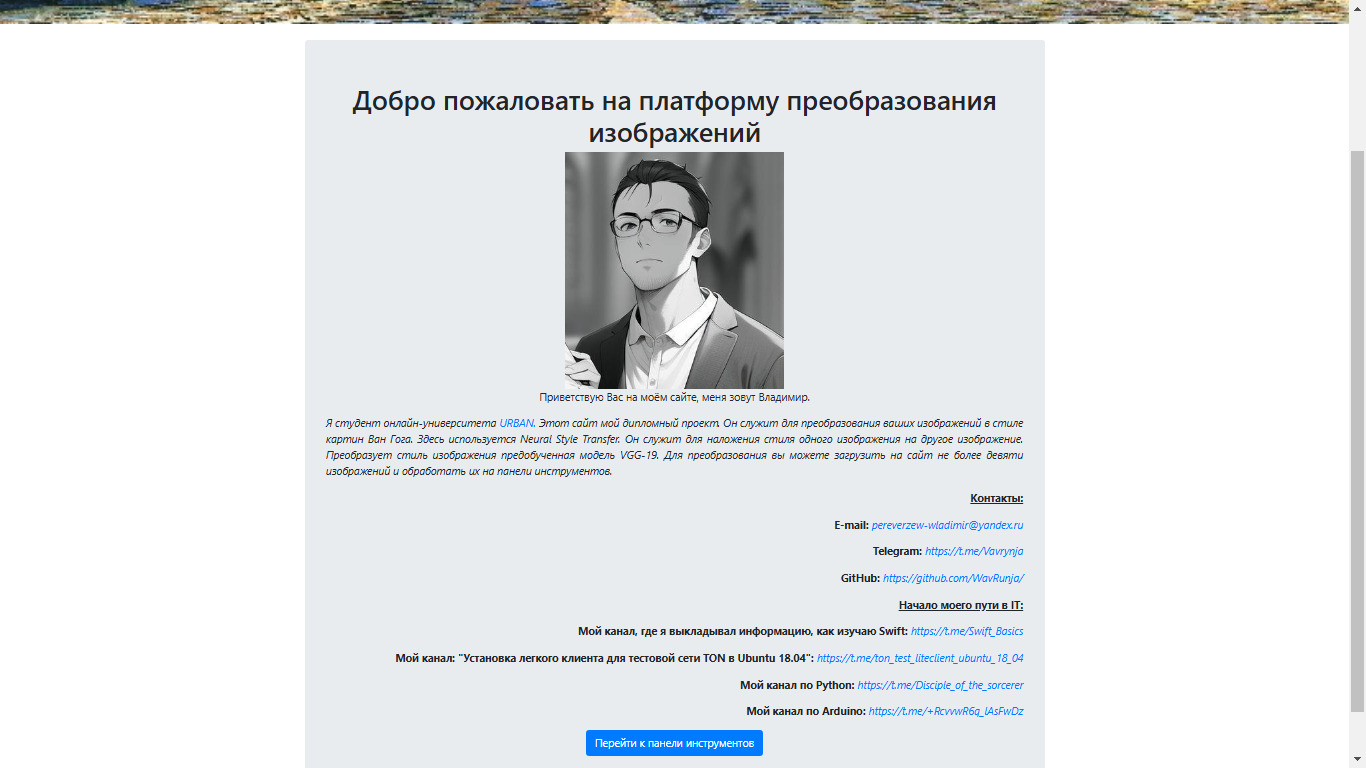 Добро пожаловать на платформу преобразования
изображений
Приветствую Вас на моём сайте, меня зовут Владимир.
Я студент онлайн-университета URBAN. Этот сайт мой дипломный проект. Он служит для преобразования ваших изображений в стиле
картин Ван Гога. Здесь используется Neural Style Transfer. Он служит для наложения стиля одного изображения на другое изображение.
Преобразует стиль изображения предобученная модель VGG-19. Для преобразования вы можете загрузить на сайт не более девяти
изображений и обработать их на панели инструментов.
Контакты:
E-mail: pereverzew-wladimir@yandex.ru
Telegram: https://t.me/Vavrynja
GitHub: https://github.com/WavRunja/
Начало моего пути в IT:
Мой канал, где я выкладывал информацию, как изучаю Swift: https://t.me/Swift_Basics
Мой канал: "Установка легкого клиента для тестовой сети TON в Ubuntu 18.04": https://t.me/ton_test_liteclient_ubuntu_18_04
Мой канал по Python: https://t.me/Disciple_of_the_sorcerer
Мой канал по Arduino: https://t.me/+RcvvwR6q_lAsFwDz
Перейти к панели инструментов